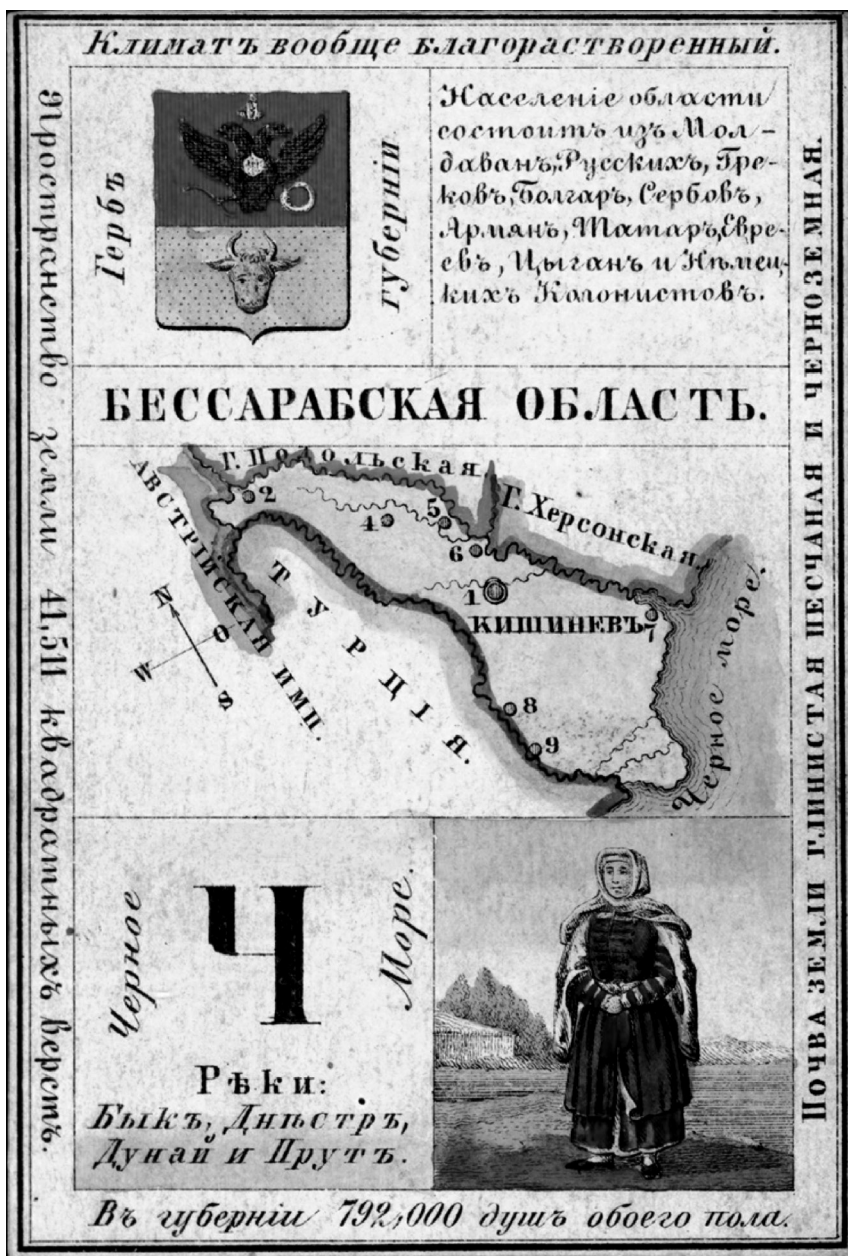 Климатъ вообще благорастворенный.
Пространство земли 41,511 квадратныхъ верстъ.
Гербъ
губерніи
Населеніе области
состоитъ изъ Мол-
даванъ, Русскихъ, Гре-
ковъ, Болгаръ, Сербовъ,
Армянъ, Татаръ, Евре-
евъ, Цыганъ и Нѣмец-
кихъ Колонистовъ.
Почва земли глинистая песчаная и черноземная.
БЕССАРАБСКАЯ ОБЛАСТЬ.
Г. Подольская
Г. Херсонская
АВСТРІЙСКАЯ ИМП.
ТУРЦІЯ.
2
4
5
6
1
КИШИНЕВЪ
7
8
9
N
O
W
Z
Черное море.
Черное
Ч
Море.
Рѣки:
Быкъ, Днѣстръ,
Дунай и Прутъ.
Въ губерніи 792,000 душъ обоего пола.